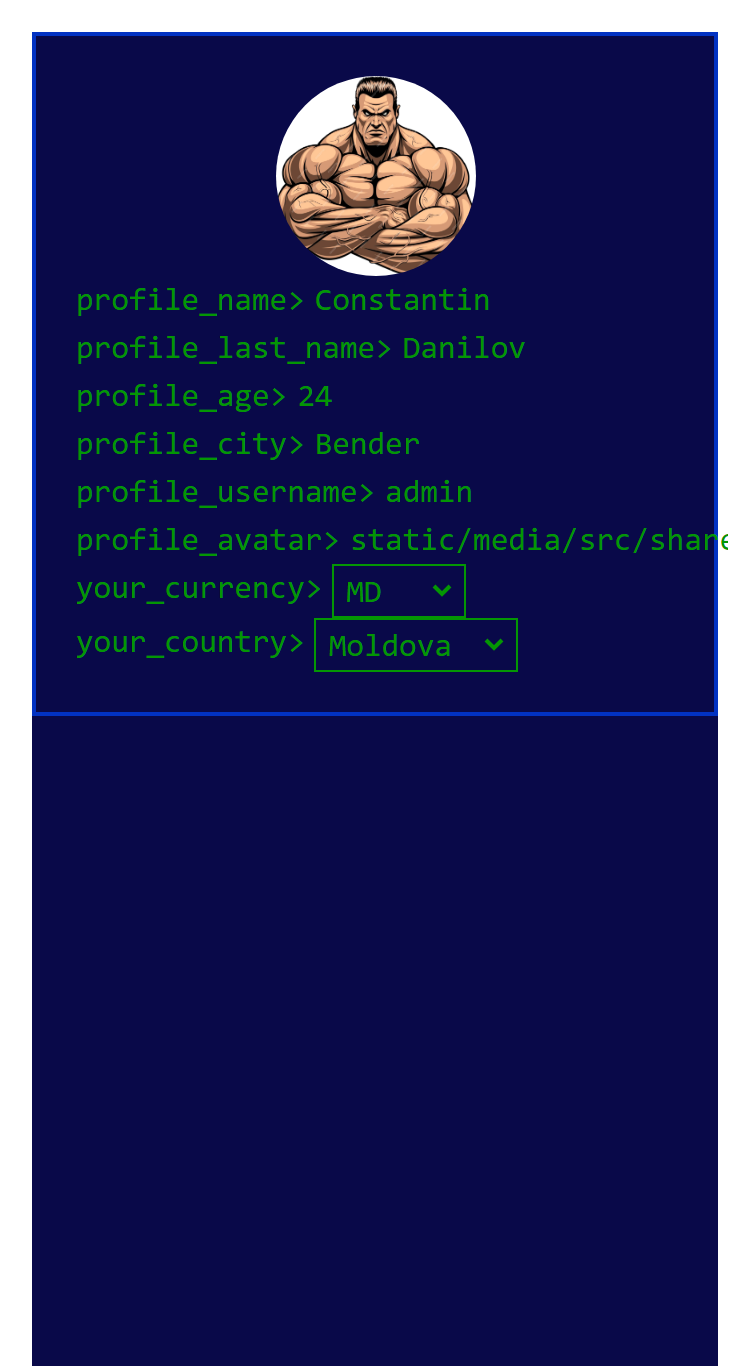 profile_name> Constantin
profile_last_name> Danilov
profile_age> 24
profile_city> Bender
profile_username> admin
profile_avatar> static/media/src/share
your_currency> MD
your_country> Moldova